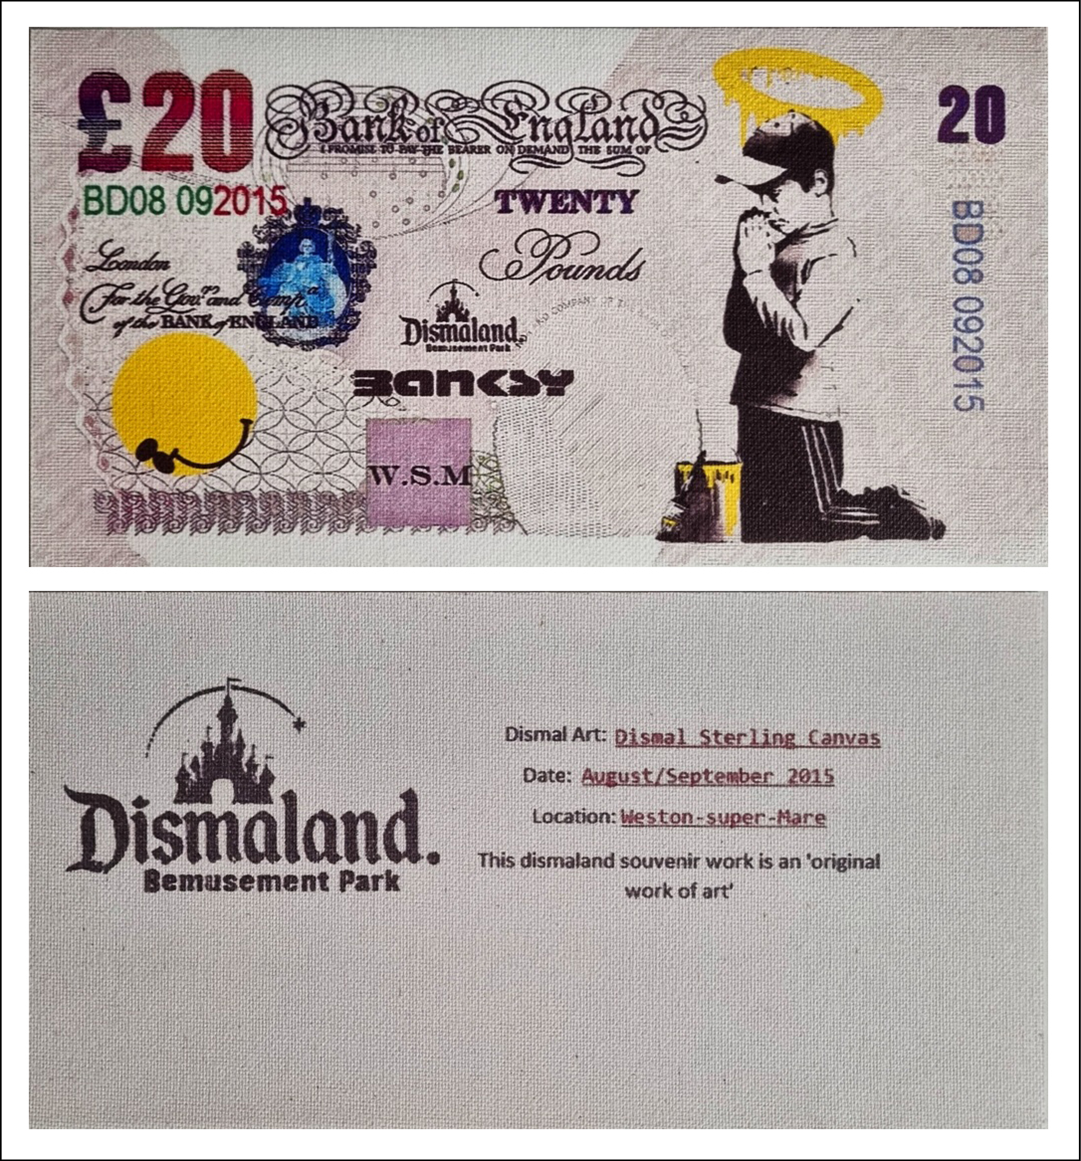 £20
Bank of England
20
I PROMISE TO PAY THE BEARER ON DEMAND THE SUM OF
BD08 092015
TWENTY
London
Pounds
For the Govr. and Compa.
of the BANK of ENGLAND
Dismaland.
Bemusement Park
BANKSY
W.S.M
BD08 092015
Dismaland.
Bemusement Park
Dismal Art: Dismal Sterling Canvas
Date: August/September 2015
Location: Weston-super-Mare
This dismaland souvenir work is an 'original
work of art'